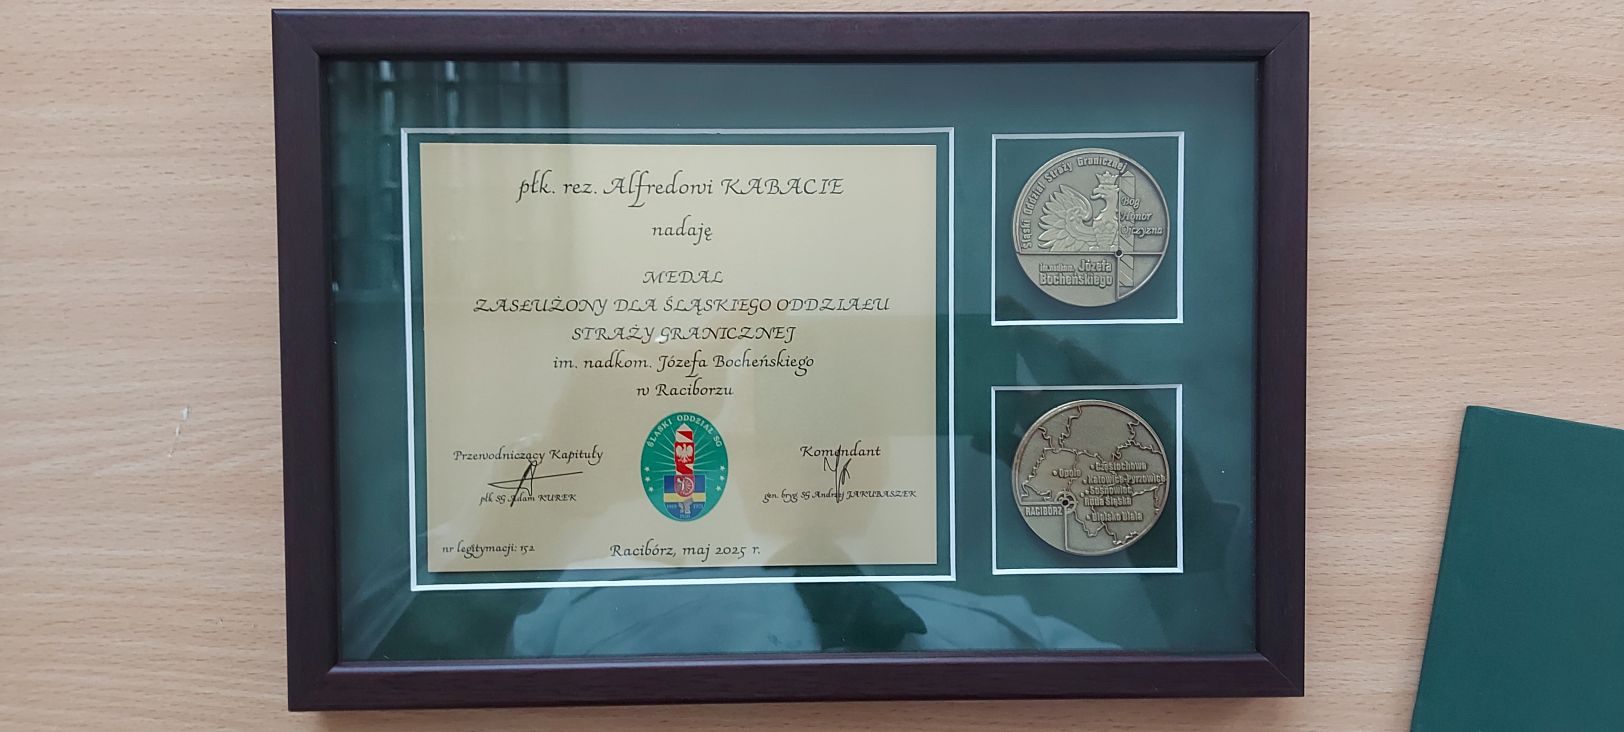 płk. rez. Alfredowi KABACIE
nadaję
MEDAL
ZASŁUŻONY DLA ŚLĄSKIEGO ODDZIAŁU
STRAŻY GRANICZNEJ
im. nadkom. Józefa Bocheńskiego
w Raciborzu
Przewodniczący Kapituły
płk SG Adam KUREK
ŚLĄSKI ODDZIAŁ SG
Komendant
gen. bryg SG Andrzej JAKUBASZEK
nr legitymacji: 152
Racibórz, maj 2025 r.
Śląski Oddział Straży Granicznej
Bóg
Honor
Ojczyzna
im. nadkom. Józefa
Bocheńskiego
Opole
Częstochowa
Katowice-Pyrzowice
Sosnowiec
Ruda Śląska
RACIBÓRZ
Bielsko Biała